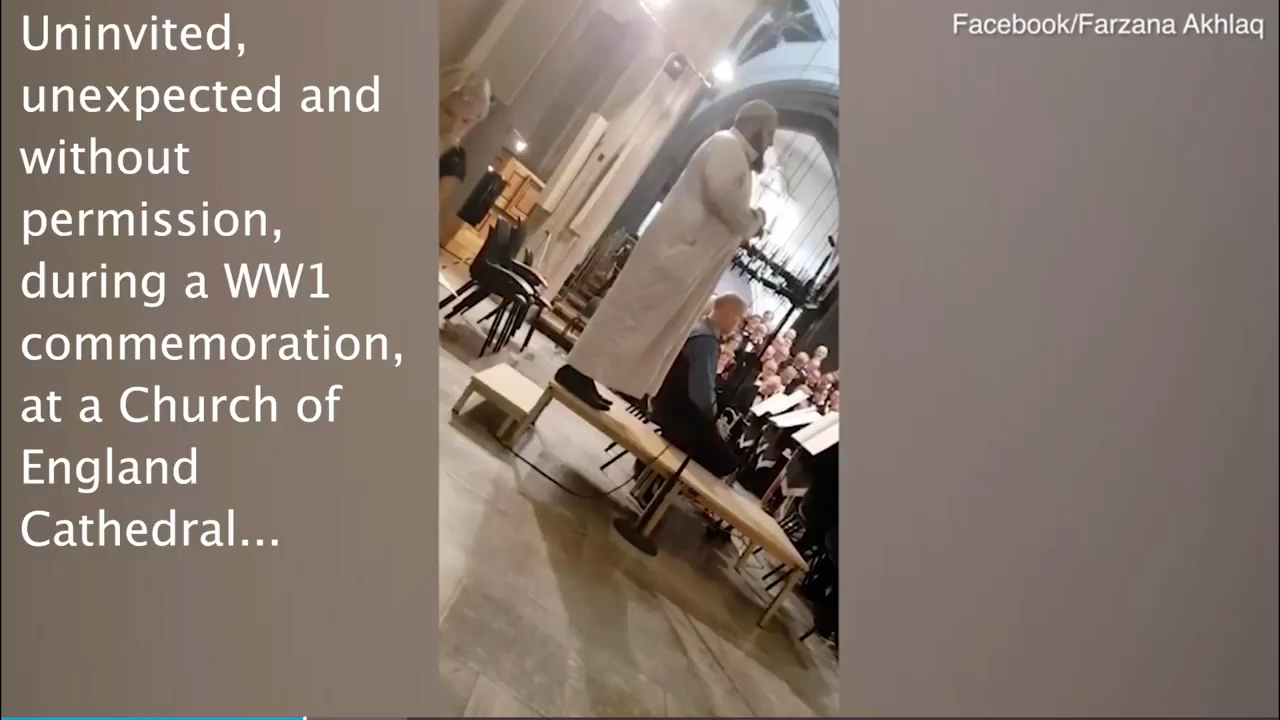 Uninvited,
unexpected and
without
permission,
during a WW1
commemoration,
at a Church of
England
Cathedral...
Facebook/Farzana Akhlaq